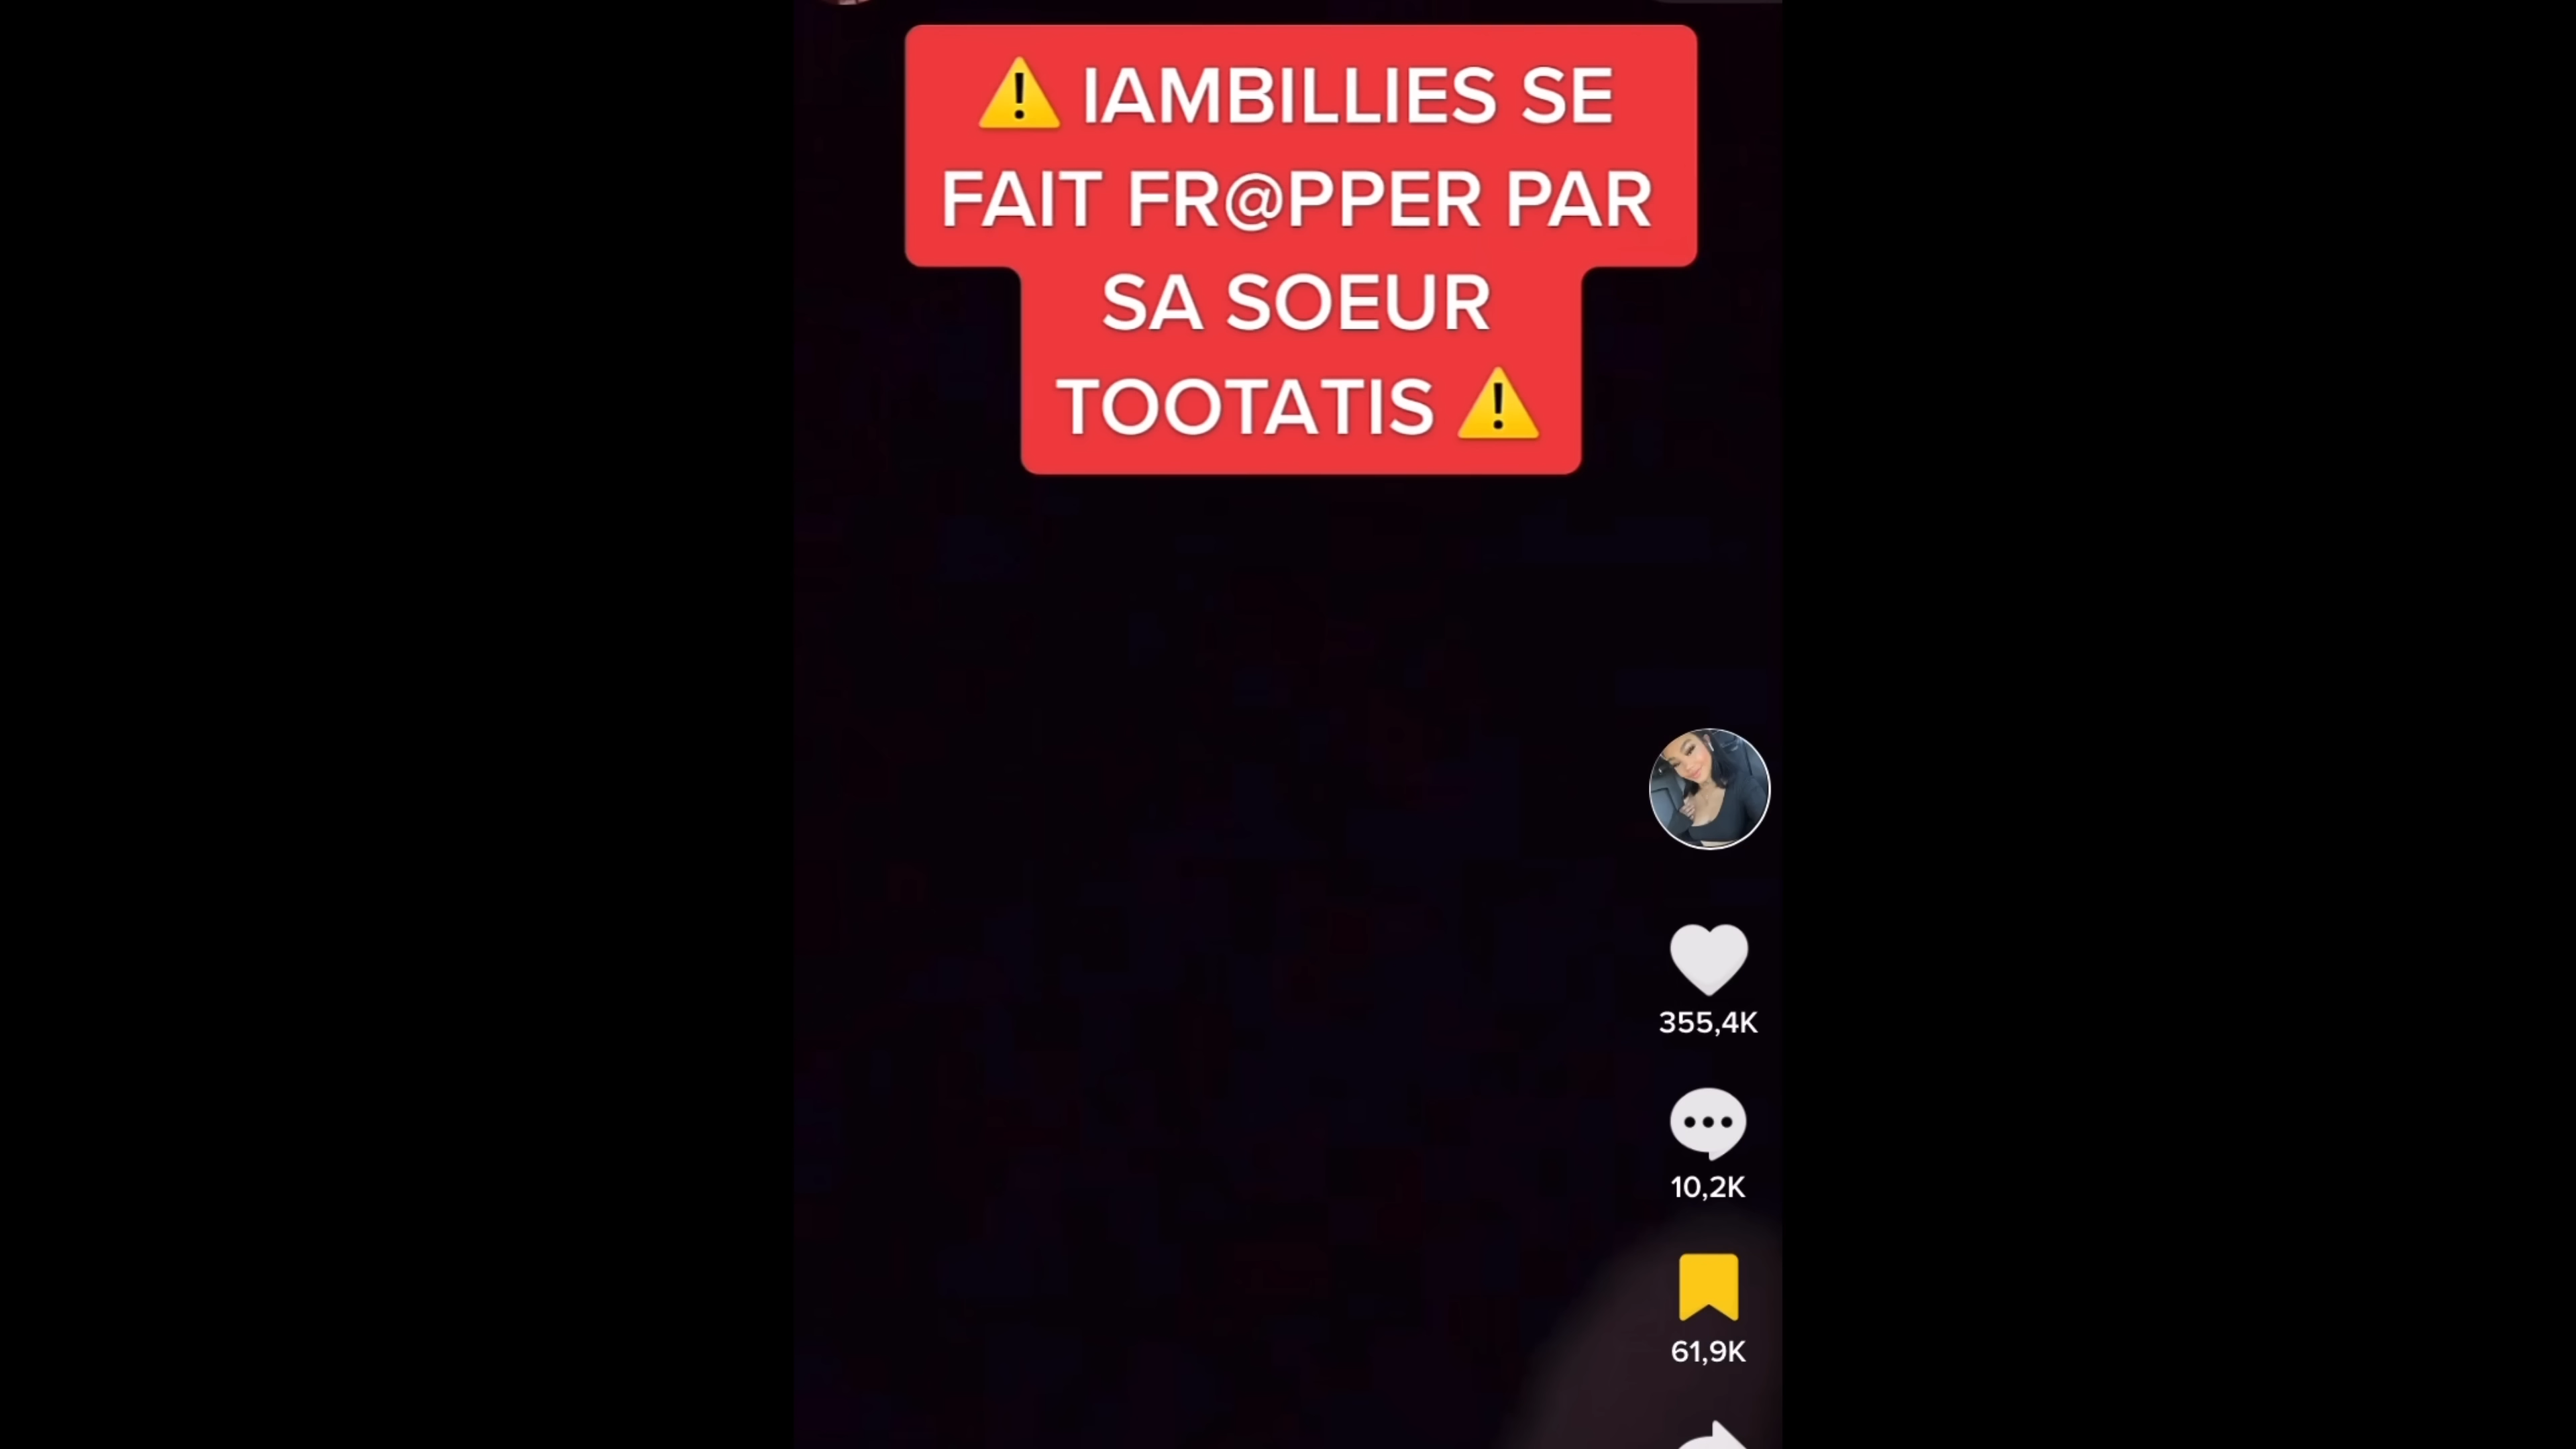 ⚠️ IAMBILLIES SE
FAIT FR@PPER PAR
SA SOEUR
TOOTATIS ⚠️
355,4K
10,2K
61,9K